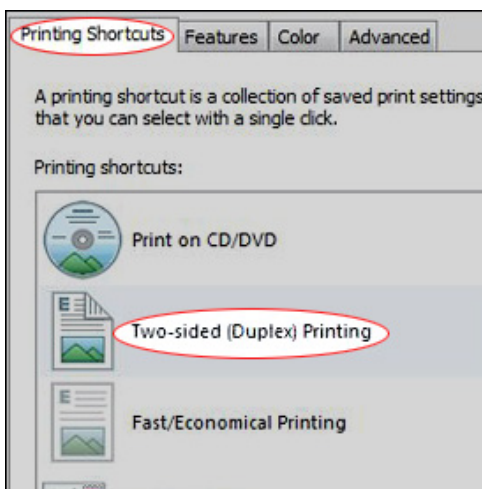 Printing Shortcuts Features Color Advanced
A printing shortcut is a collection of saved print settings
that you can select with a single click.
Printing shortcuts:
Print on CD/DVD
E
Two-sided (Duplex) Printing
E
Fast/Economical Printing